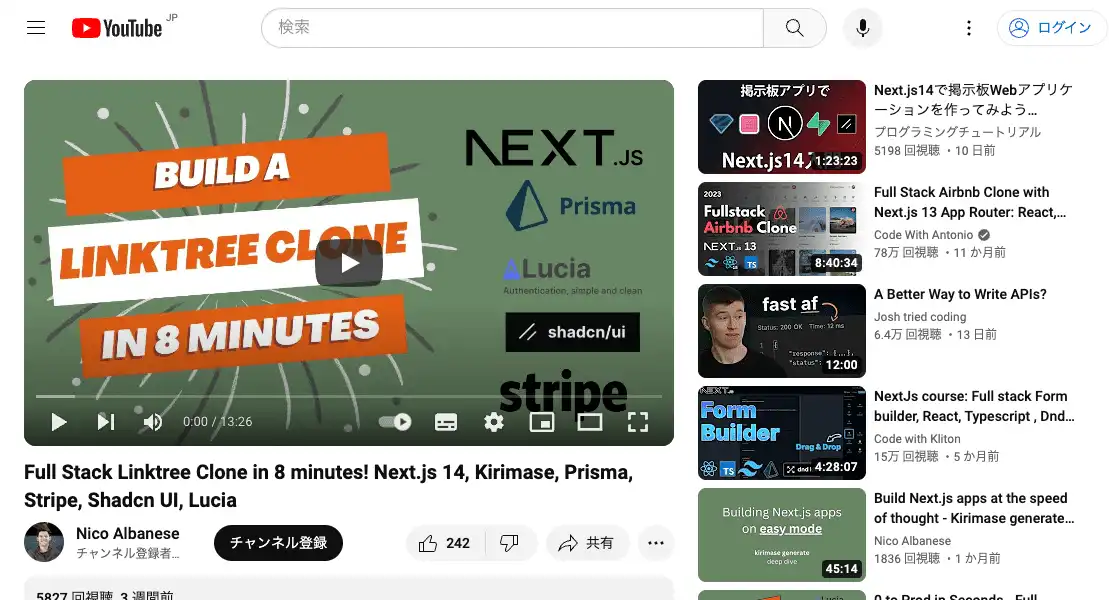 YouTube JP
検索
ログイン
BUILD A
LINKTREE CLONE
IN 8 MINUTES
NEXT.JS
Prisma
Lucia
Authentication, simple and clean
shadcn/ui
stripe
0:00 / 13:26
Full Stack Linktree Clone in 8 minutes! Next.js 14, Kirimase, Prisma,
Stripe, Shadcn UI, Lucia
Nico Albanese
チャンネル登録者...
チャンネル登録
242
共有
5827 回視聴 3 週間前
掲示板アプリで
N
Next.js14
1:23:23
Next.js14で掲示板Webアプリケ
ーションを作ってみよう...
プログラミングチュートリアル
5198 回視聴 ・10 日前
2023
Fullstack
Airbnb Clone
NEXT.JS 13
TS
8:40:34
Full Stack Airbnb Clone with
Next.js 13 App Router: React,...
Code With Antonio
78万 回視聴 ・11 か月前
fast af
Status: 200 OK Time: 12 ms
1 {
"response": {...},
"status":
12:00
A Better Way to Write APIs?
Josh tried coding
6.4万 回視聴 ・13 日前
NEXT.JS
Form
Builder
Drag & Drop
TS
dnd
4:28:07
NextJs course: Full stack Form
builder, React, Typescript , Dnd...
Code with Kliton
15万 回視聴 ・5 か月前
Building Next.js apps
on easy mode
kirimase generate
deep dive
45:14
Build Next.js apps at the speed
of thought - Kirimase generate...
Nico Albanese
1836 回視聴 ・1 か月前
Lucia
0 to Prod in Seconds - Full